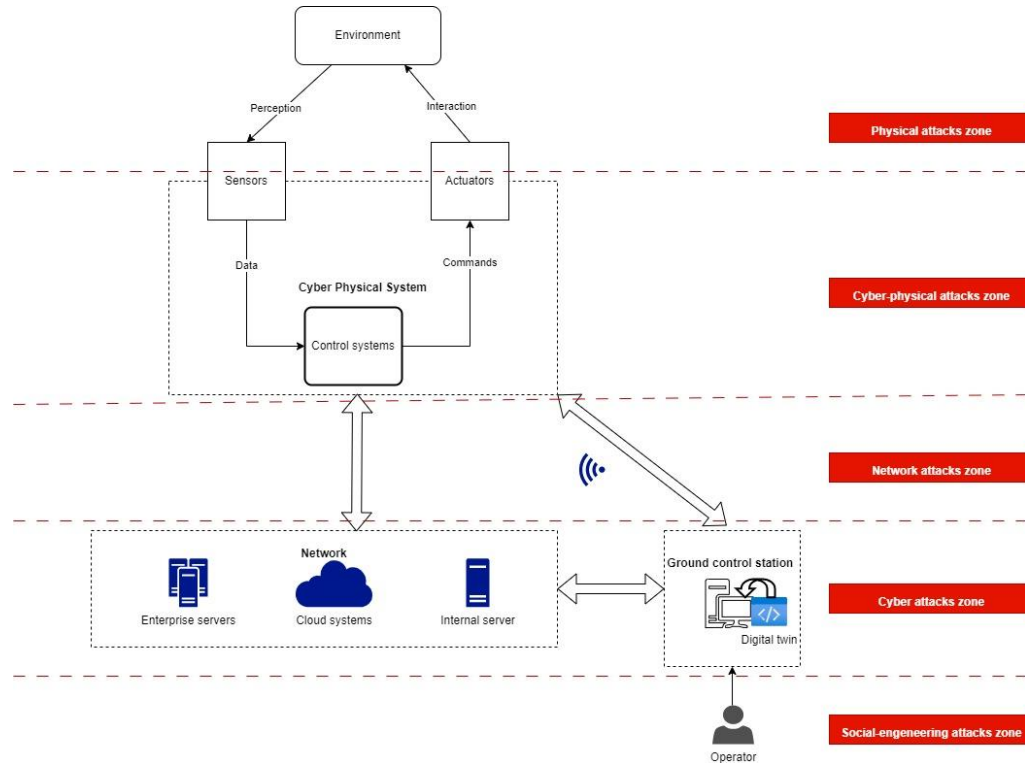 Environment
Perception
Interaction
Physical attacks zone
Sensors
Actuators
Data
Commands
Cyber Physical System
Cyber-physical attacks zone
Control systems
Network attacks zone
Network
Ground control station
Enterprise servers
Cloud systems
Internal server
</>
Digital twin
Cyber attacks zone
Operator
Social-engeneering attacks zone